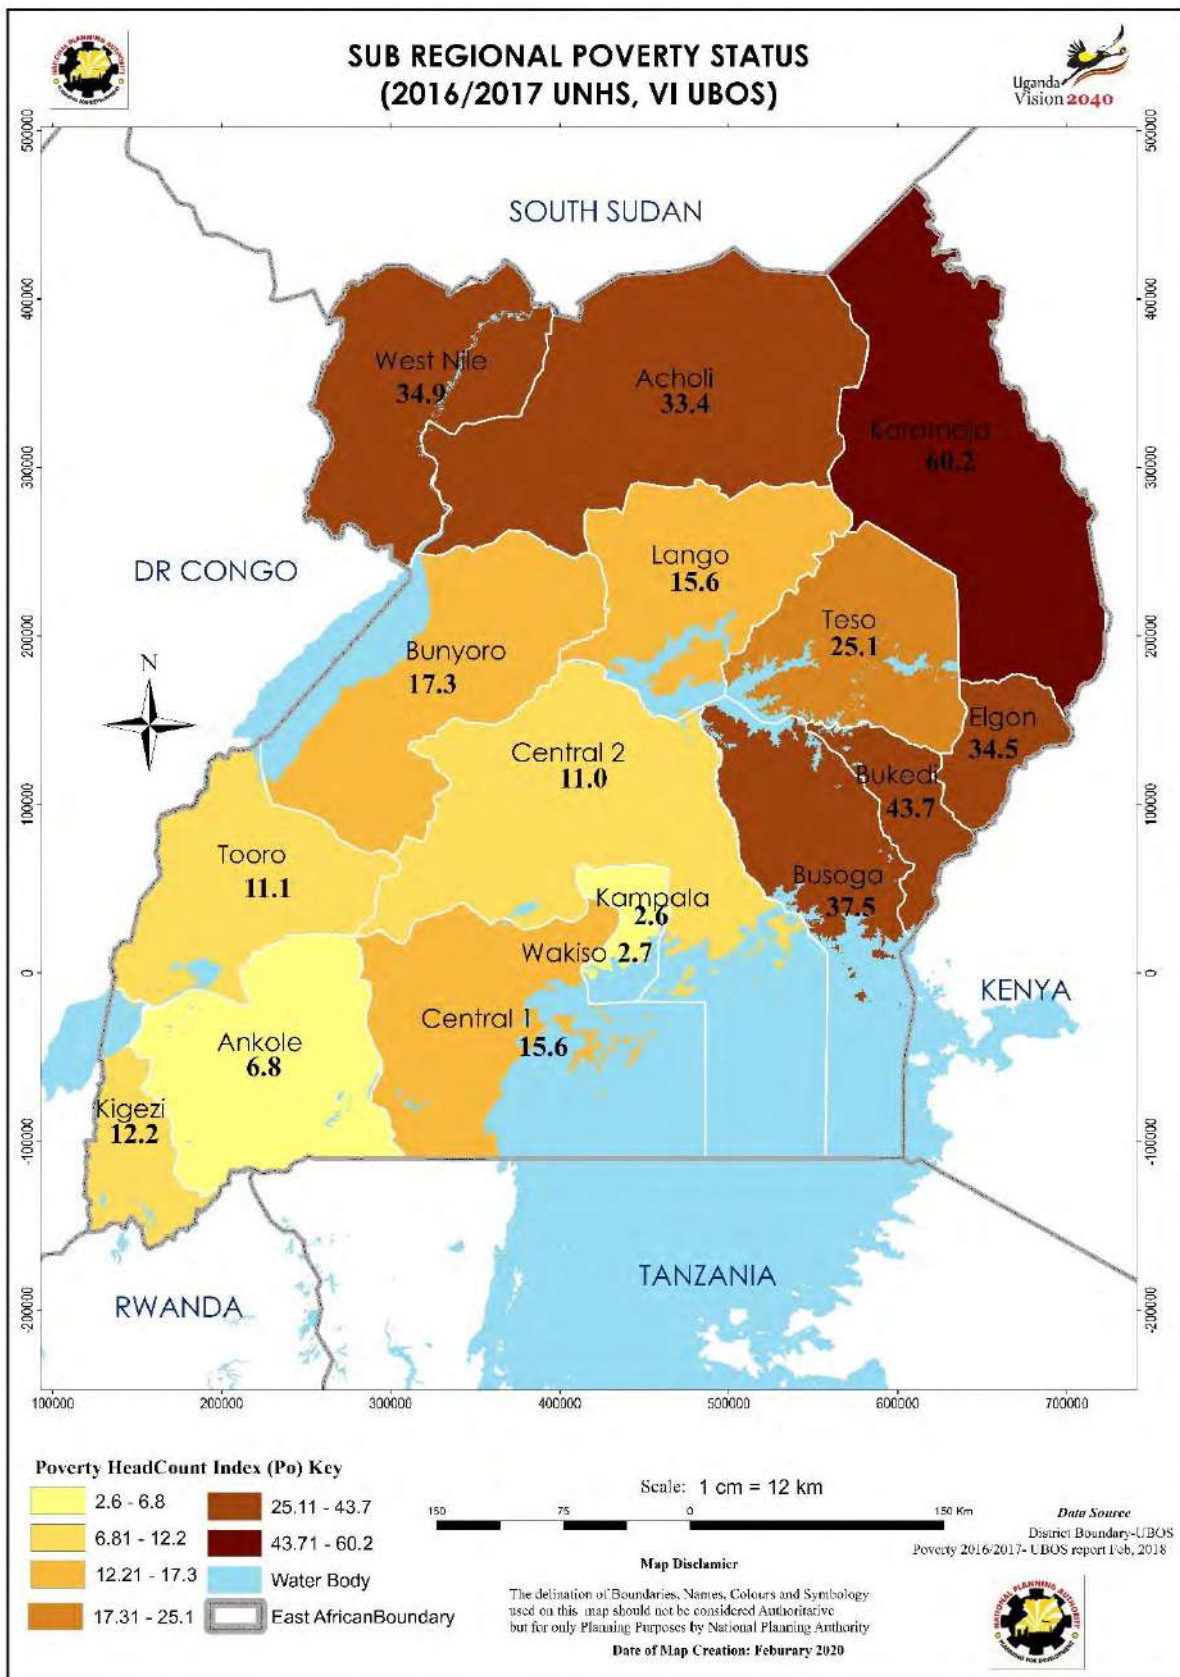 SUB REGIONAL POVERTY STATUS
(2016/2017 UNHS, VI UBOS)
NATIONAL PLANNING AUTHORITY
Uganda
Vision 2040
500000
500000
SOUTH SUDAN
400000
400000
West Nile
34.9
Acholi
33.4
Karamoja
60.2
300000
300000
DR CONGO
Lango
15.6
Teso
25.1
200000
200000
N
Bunyoro
17.3
Elgon
34.5
Central 2
11.0
Bukedi
43.7
100000
100000
Tooro
11.1
Busoga
37.5
Kampala
2.6
Wakiso 2.7
0
0
KENYA
Central 1
15.6
Ankole
6.8
Kigezi
12.2
-100000
-100000
TANZANIA
RWANDA
-200000
-200000
100000
200000
300000
400000
500000
600000
700000
Poverty HeadCount Index (Po) Key
2.6 - 6.8
6.81 - 12.2
12.21 - 17.3
17.31 - 25.1
25.11 - 43.7
43.71 - 60.2
Water Body
East AfricanBoundary
Scale: 1 cm = 12 km
150 75 0 150 Km
Map Disclamier
The delination of Boundaries, Names, Colours and Symbology
used on this map should not be considered Authoritative
but for only Planning Purposes by National Planning Authority
Date of Map Creation: Feburary 2020
Data Source
District Boundary-UBOS
Poverty 2016/2017- UBOS report Feb, 2018
NATIONAL PLANNING AUTHORITY
PLANNING FOR DEVELOPMENT